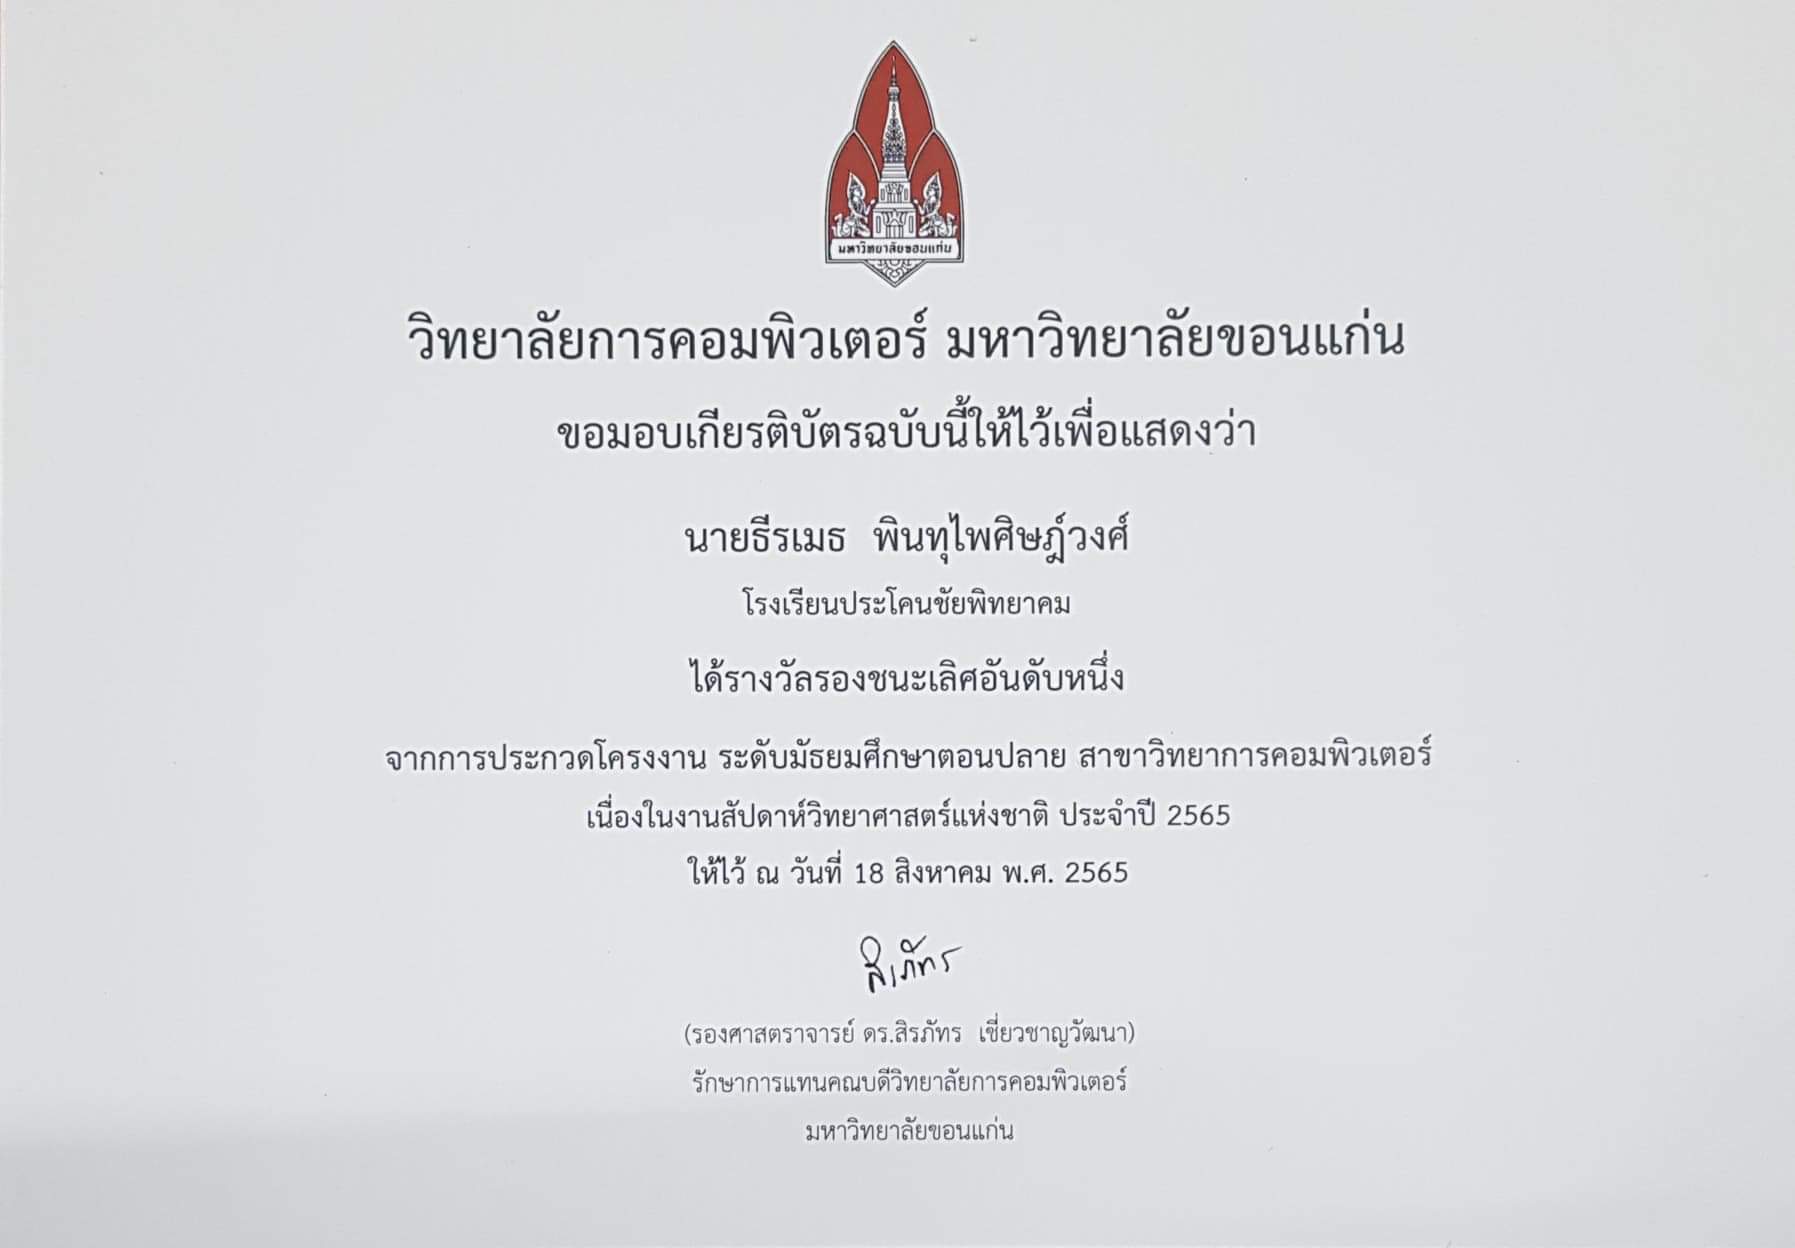 มหาวิทยาลัยขอนแก่น
วิทยาลัยการคอมพิวเตอร์ มหาวิทยาลัยขอนแก่น
ขอมอบเกียรติบัตรฉบับนี้ให้ไว้เพื่อแสดงว่า
นายธีรเมธ พินทุไพศิษฎ์วงศ์
โรงเรียนประโคนชัยพิทยาคม
ได้รางวัลรองชนะเลิศอันดับหนึ่ง
จากการประกวดโครงงาน ระดับมัธยมศึกษาตอนปลาย สาขาวิทยาการคอมพิวเตอร์
เนื่องในงานสัปดาห์วิทยาศาสตร์แห่งชาติ ประจำปี 2565
ให้ไว้ ณ วันที่ 18 สิงหาคม พ.ศ. 2565
สิรภัทร
(รองศาสตราจารย์ ดร.สิรภัทร เชี่ยวชาญวัฒนา)
รักษาการแทนคณบดีวิทยาลัยการคอมพิวเตอร์
มหาวิทยาลัยขอนแก่น